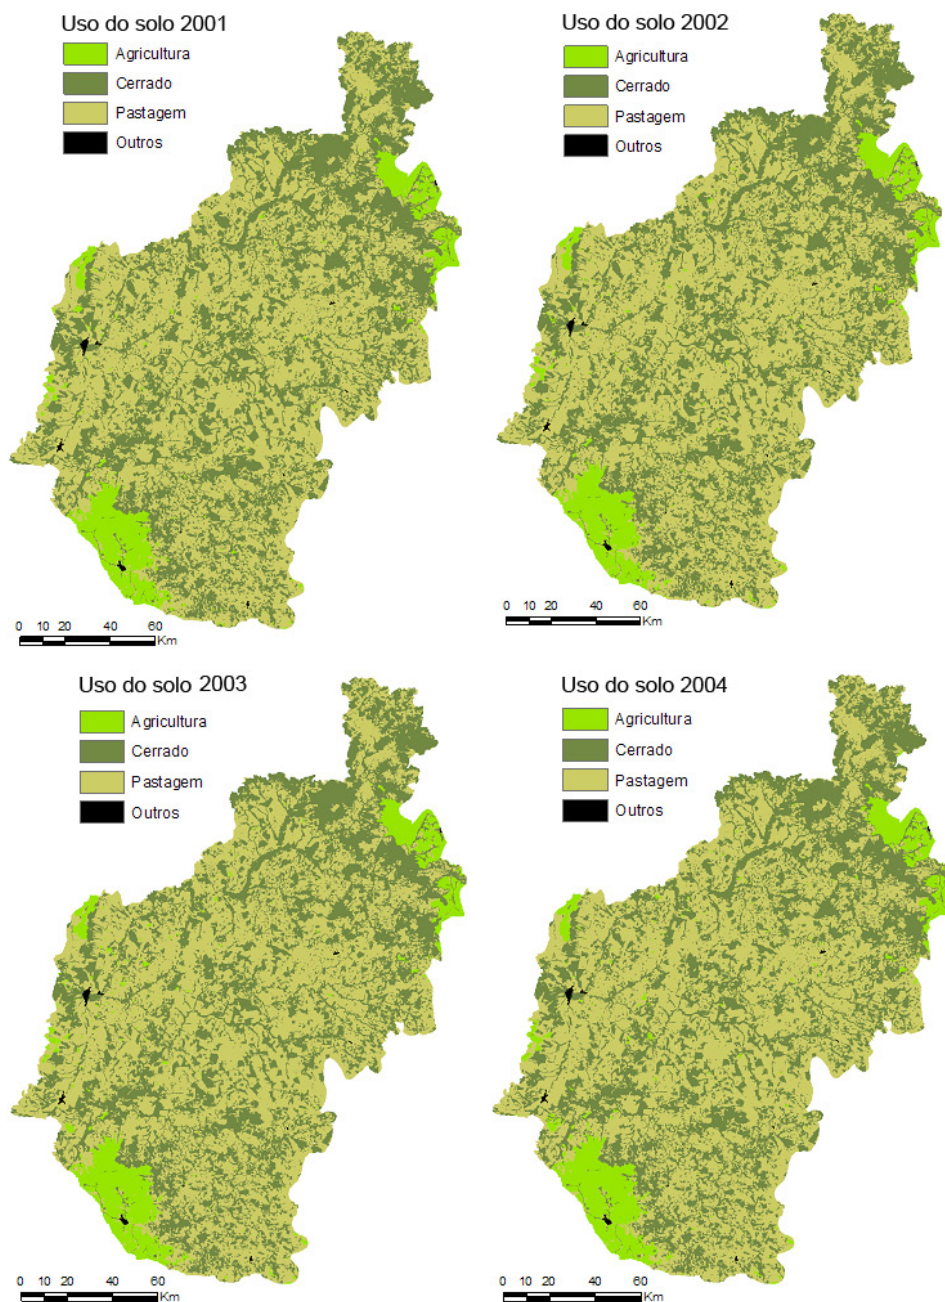 Uso do solo 2001
Agricultura
Cerrado
Pastagem
Outros
0 10 20 40 60
Km
Uso do solo 2002
Agricultura
Cerrado
Pastagem
Outros
0 10 20 40 60
Km
Uso do solo 2003
Agricultura
Cerrado
Pastagem
Outros
0 10 20 40 60
Km
Uso do solo 2004
Agricultura
Cerrado
Pastagem
Outros
0 10 20 40 60
Km